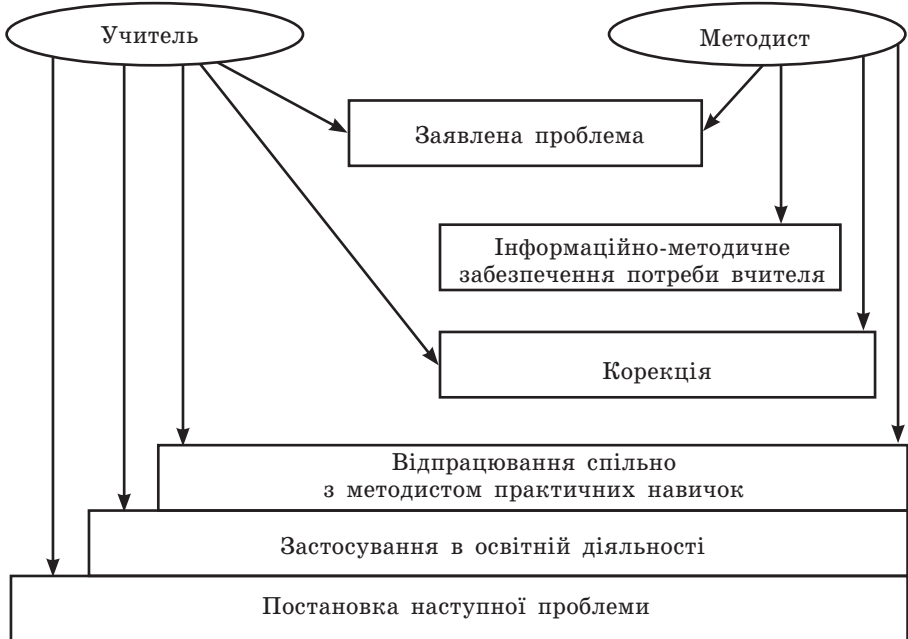 Учитель
Методист
Заявлена проблема
Інформаційно-методичне
забезпечення потреби вчителя
Корекція
Відпрацювання спільно
з методистом практичних навичок
Застосування в освітній діяльності
Постановка наступної проблеми